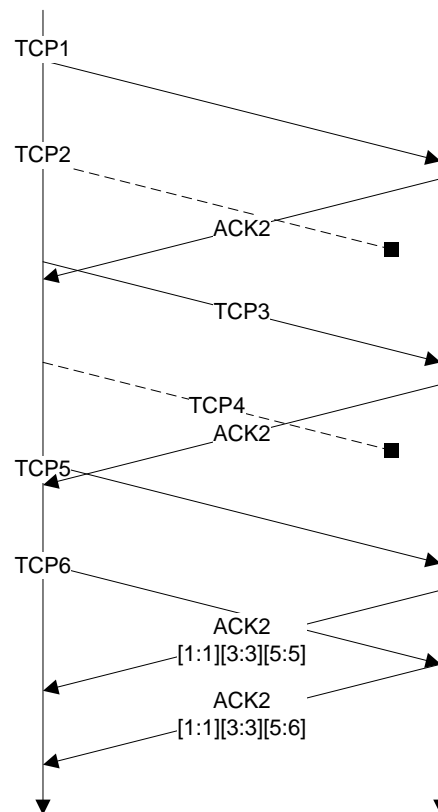 TCP1
TCP2
ACK2
TCP3
TCP4
ACK2
TCP5
TCP6
ACK2
[1:1][3:3][5:5]
ACK2
[1:1][3:3][5:6]